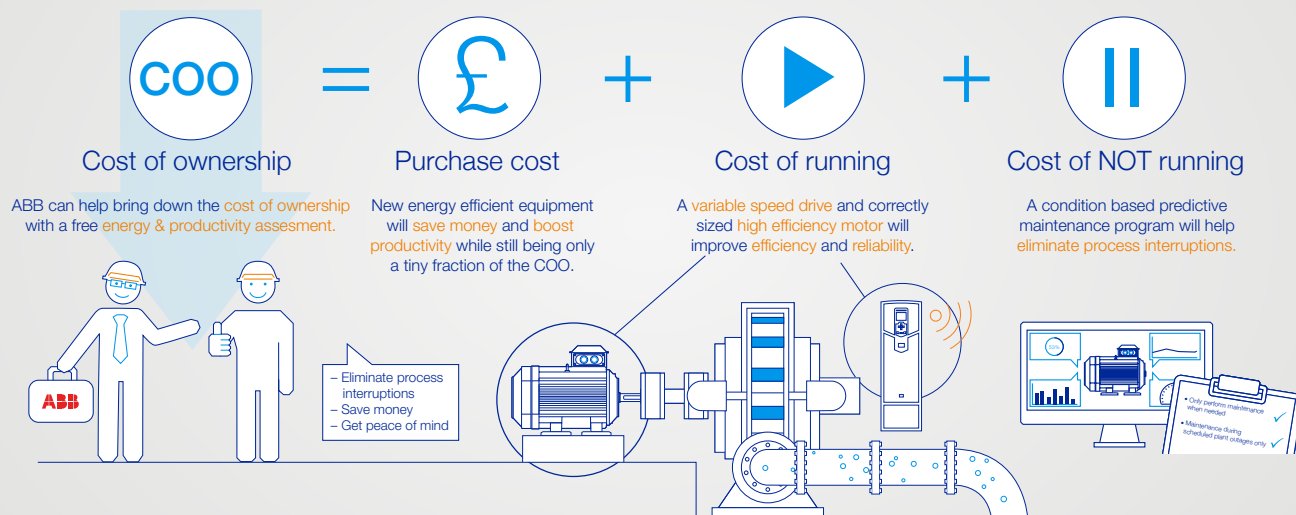 COO
=
£
+
+
Cost of ownership
ABB can help bring down the cost of ownership
with a free energy & productivity assesment.
Purchase cost
New energy efficient equipment
will save money and boost
productivity while still being only
a tiny fraction of the COO.
Cost of running
A variable speed drive and correctly
sized high efficiency motor will
improve efficiency and reliability.
Cost of NOT running
A condition based predictive
maintenance program will help
eliminate process interruptions.
ABB
– Eliminate process
interruptions
– Save money
– Get peace of mind
• Only perform maintenance
when needed
• Maintenance during
scheduled plant outages only